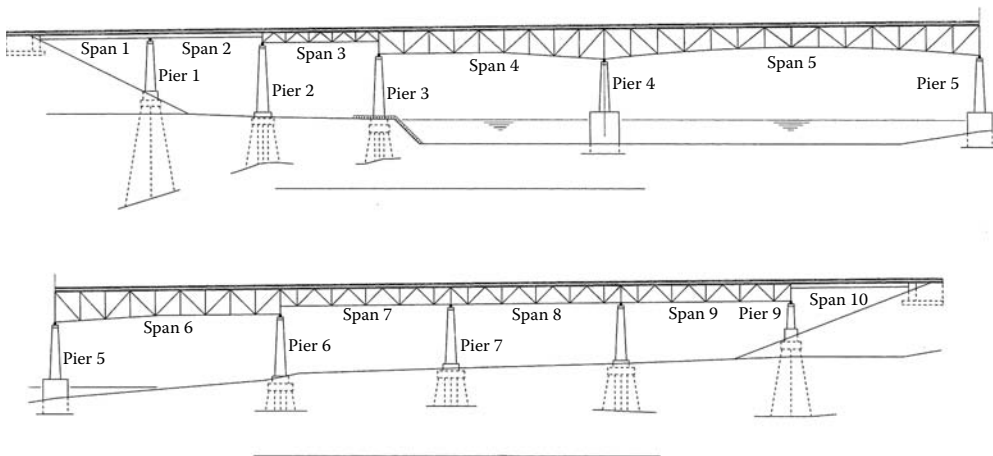 Span 1
Span 2
Span 3
Span 4
Span 5
Pier 1
Pier 2
Pier 3
Pier 4
Pier 5
Span 6
Span 7
Span 8
Span 9
Pier 9
Span 10
Pier 5
Pier 6
Pier 7